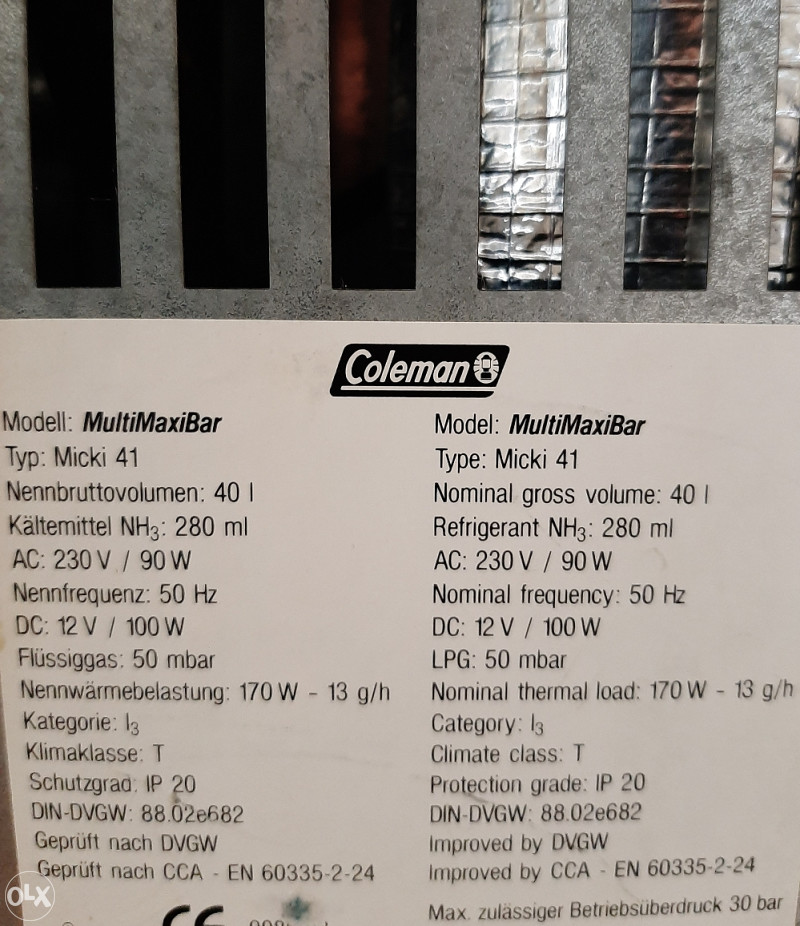 Coleman
Modell: MultiMaxiBar
Typ: Micki 41
Nennbruttovolumen: 40 l
Kältemittel NH₃: 280 ml
AC: 230 V / 90 W
Nennfrequenz: 50 Hz
DC: 12 V / 100 W
Flüssiggas: 50 mbar
Nennwärmebelastung: 170 W - 13 g/h
Kategorie: I₃
Klimaklasse: T
Schutzgrad: IP 20
DIN-DVGW: 88.02e682
Geprüft nach DVGW
Geprüft nach CCA - EN 60335-2-24
Model: MultiMaxiBar
Type: Micki 41
Nominal gross volume: 40 l
Refrigerant NH₃: 280 ml
AC: 230 V / 90 W
Nominal frequency: 50 Hz
DC: 12 V / 100 W
LPG: 50 mbar
Nominal thermal load: 170 W - 13 g/h
Category: I₃
Climate class: T
Protection grade: IP 20
DIN-DVGW: 88.02e682
Improved by DVGW
Improved by CCA - EN 60335-2-24
Max. zulässiger Betriebsüberdruck 30 bar
CE
OLX